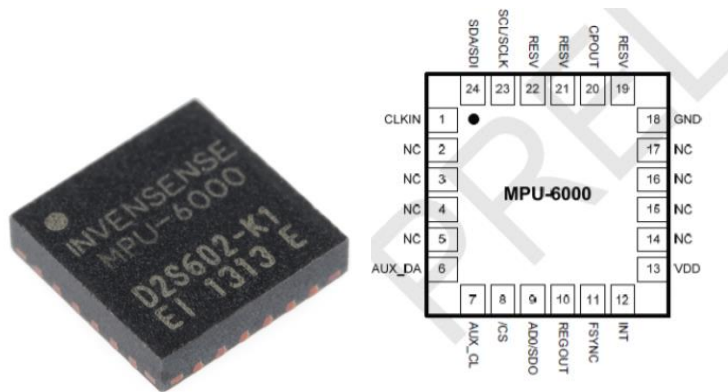 INVENSENSE
MPU-6000
D2S602-K1
E1 1313 E
SDA/SDI
SCL/SCLK
RESV
RESV
CPOUT
RESV
24 23 22 21 20 19
CLKIN 1 18 GND
NC 2 17 NC
NC 3 16 NC
MPU-6000
NC 4 15 NC
NC 5 14 NC
AUX_DA 6 13 VDD
7 8 9 10 11 12
AUX_CL
/CS
AD0/SDO
REGOUT
FSYNC
INT
PREL